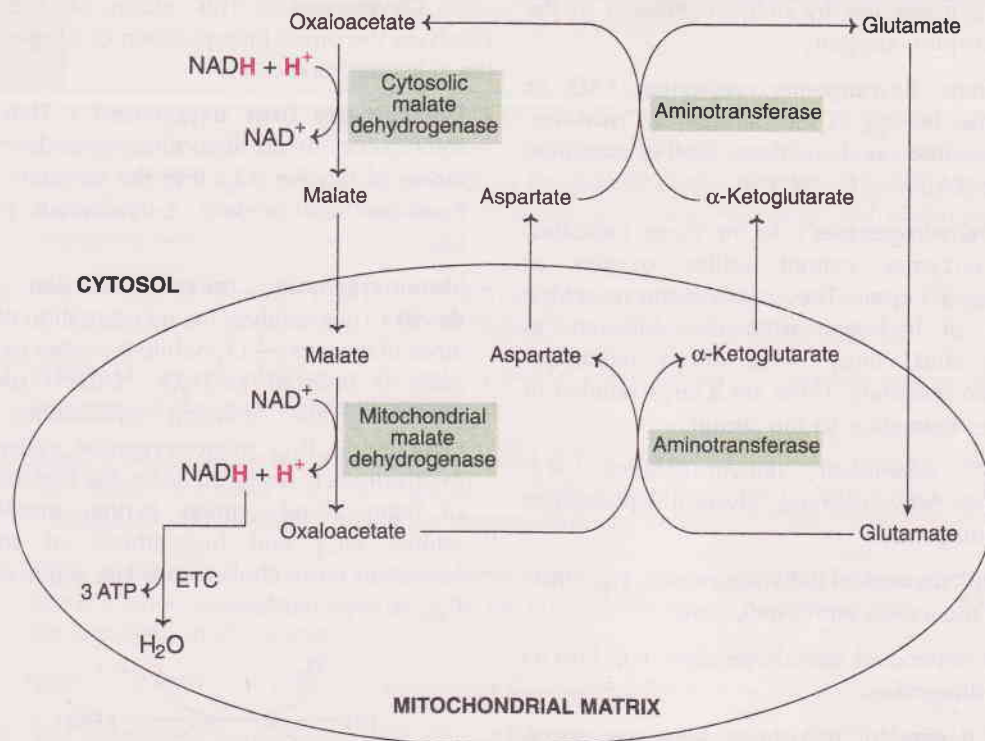 Oxaloacetate
Glutamate
NADH + H+
Cytosolic
malate
dehydrogenase
Aminotransferase
NAD+
Malate
Aspartate
α-Ketoglutarate
CYTOSOL
Malate
Aspartate
α-Ketoglutarate
NAD+
Mitochondrial
malate
dehydrogenase
Aminotransferase
NADH + H+
Oxaloacetate
Glutamate
3 ATP
ETC
H₂O
MITOCHONDRIAL MATRIX